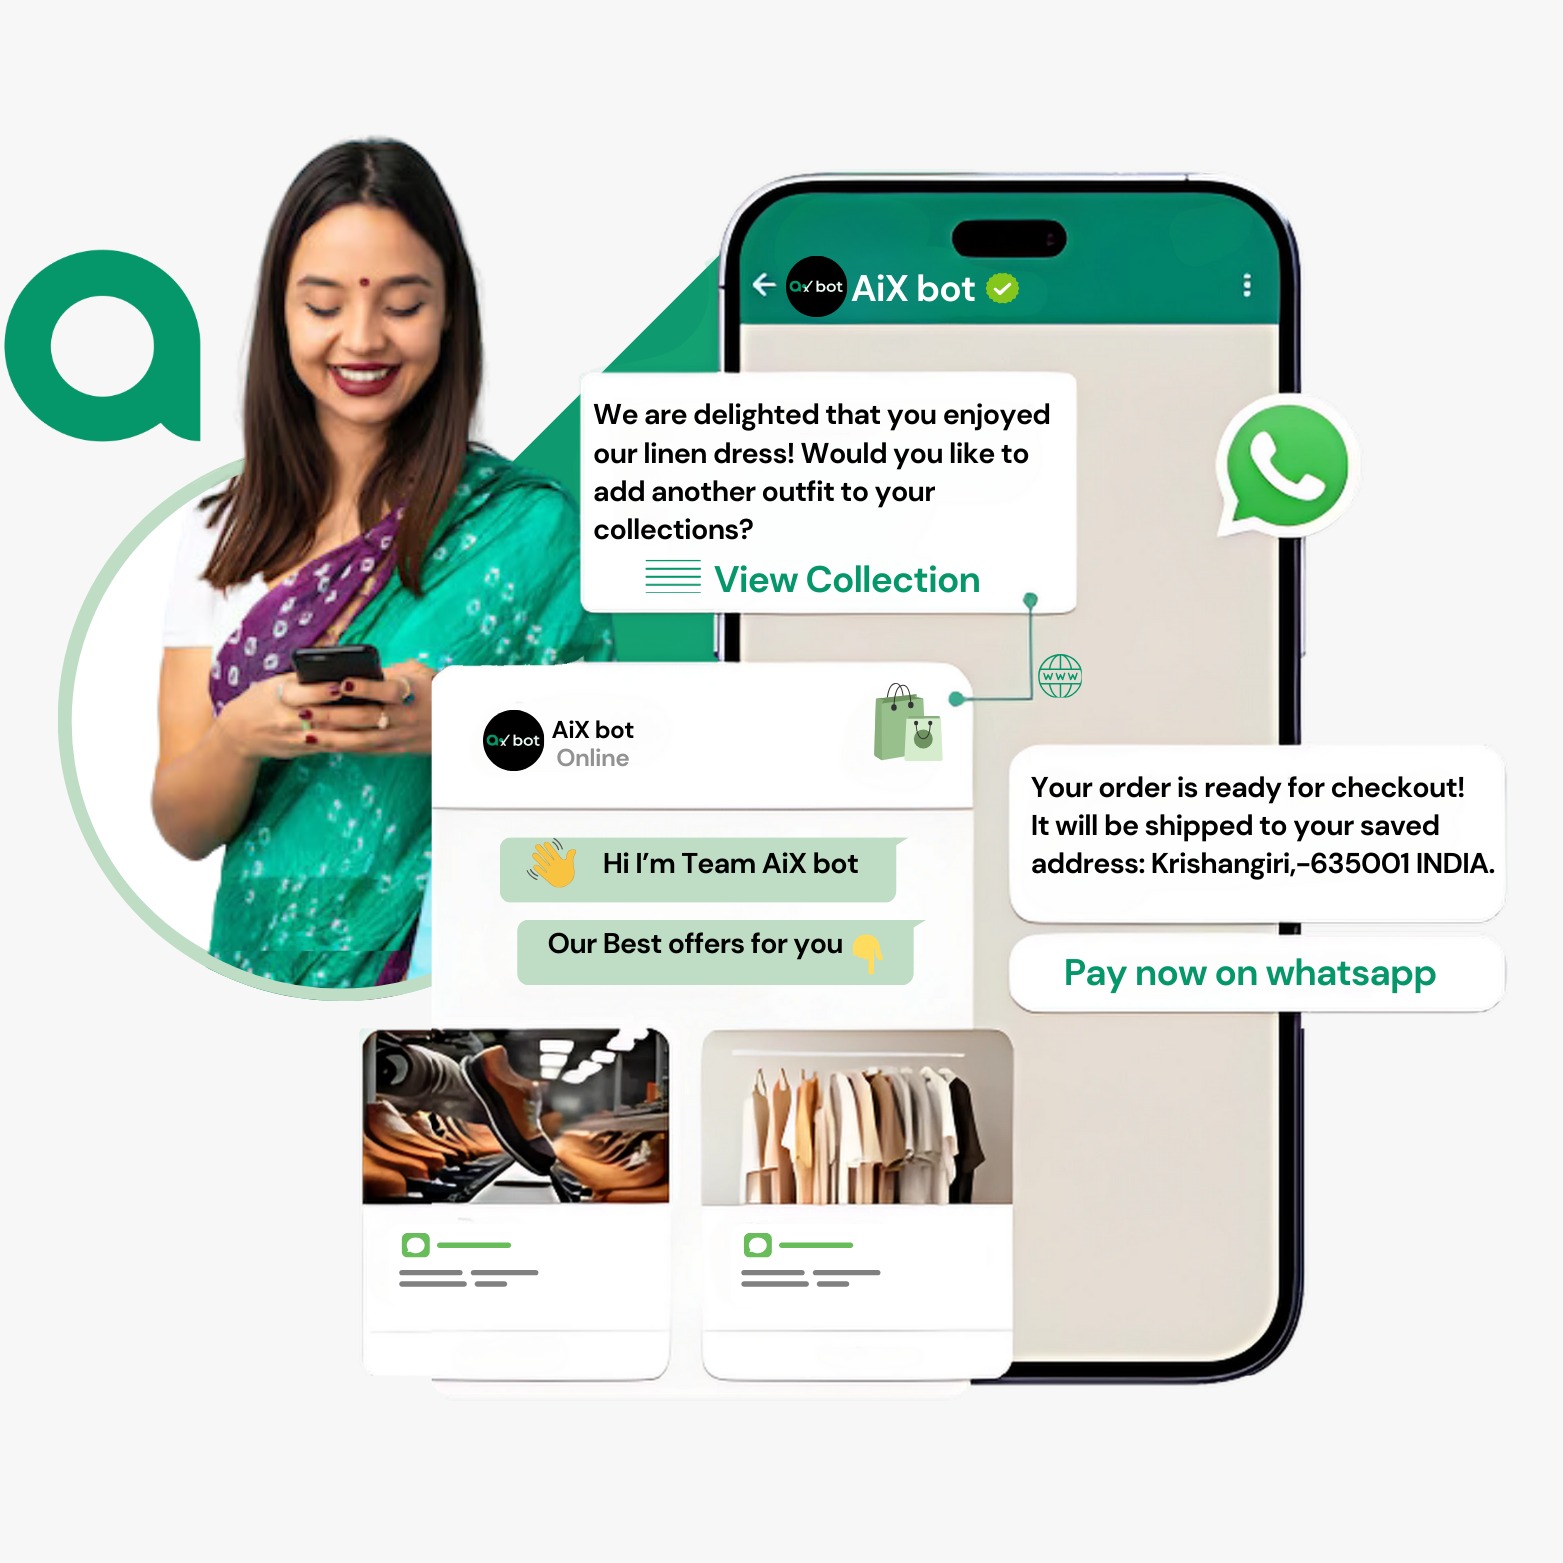 ax bot AiX bot
We are delighted that you enjoyed
our linen dress! Would you like to
add another outfit to your
collections?
View Collection
www
ax bot AiX bot
Online
Hi I’m Team AiX bot
Our Best offers for you
Your order is ready for checkout!
It will be shipped to your saved
address: Krishangiri,-635001 INDIA.
Pay now on whatsapp